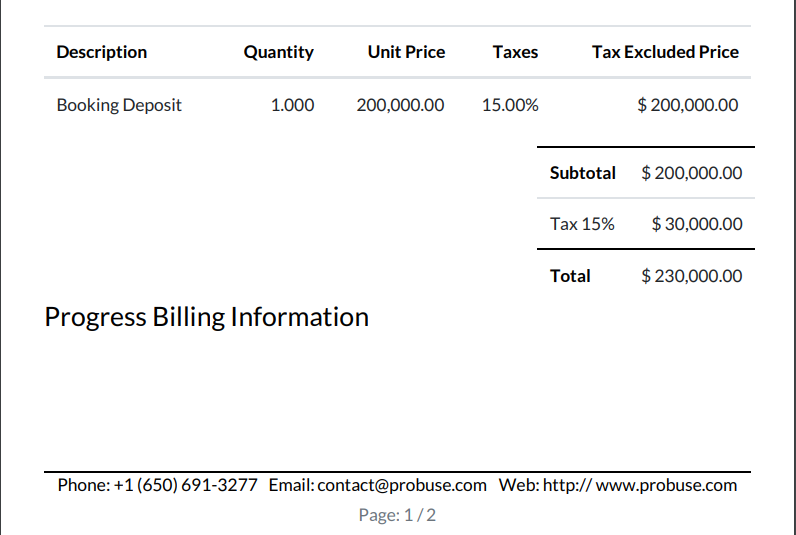 Description Quantity Unit Price Taxes Tax Excluded Price
Booking Deposit 1.000 200,000.00 15.00% $ 200,000.00
Subtotal $ 200,000.00
Tax 15% $ 30,000.00
Total $ 230,000.00
Progress Billing Information
Phone: +1 (650) 691-3277 Email: contact@probuse.com Web: http:// www.probuse.com
Page: 1 / 2